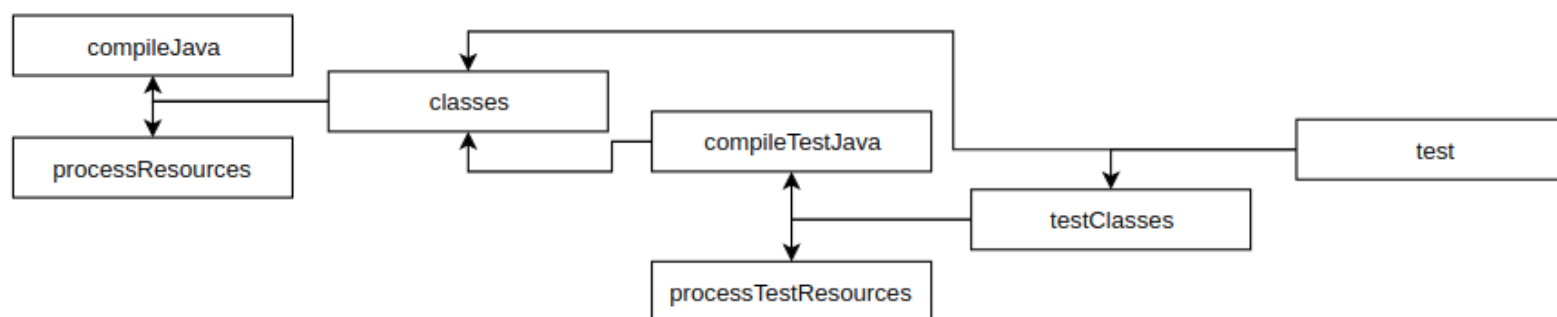 compileJava
processResources
classes
compileTestJava
processTestResources
testClasses
test